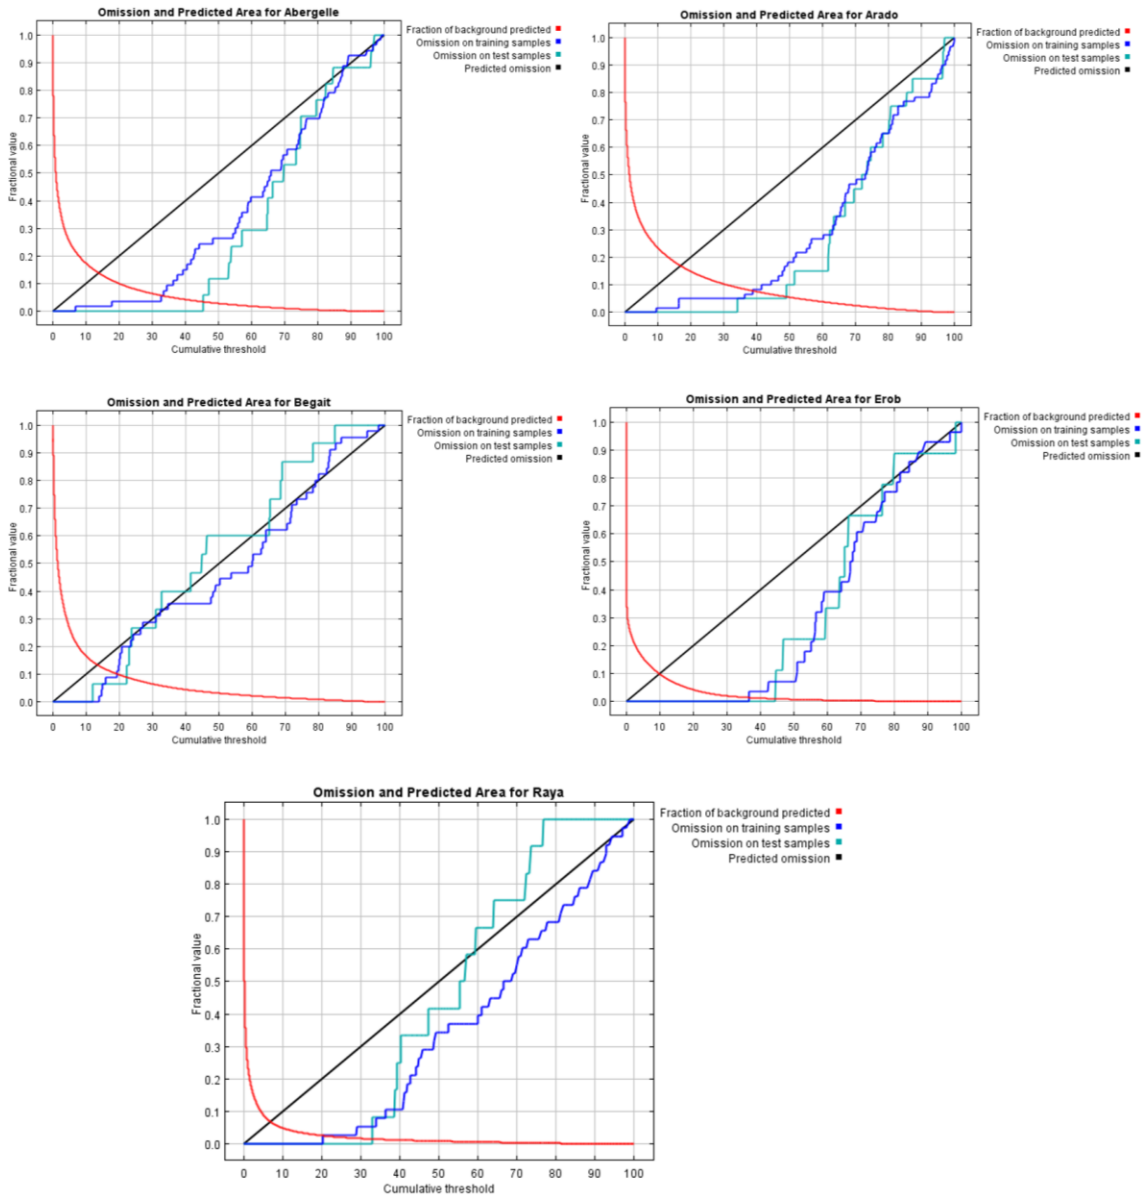 Omission and Predicted Area for Abergelle
Fraction of background predicted
Omission on training samples
Omission on test samples
Predicted omission
Fractional value
1.0
0.9
0.8
0.7
0.6
0.5
0.4
0.3
0.2
0.1
0.0
0 10 20 30 40 50 60 70 80 90 100
Cumulative threshold
Omission and Predicted Area for Arado
Fraction of background predicted
Omission on training samples
Omission on test samples
Predicted omission
Fractional value
1.0
0.9
0.8
0.7
0.6
0.5
0.4
0.3
0.2
0.1
0.0
0 10 20 30 40 50 60 70 80 90 100
Cumulative threshold
Omission and Predicted Area for Begait
Fraction of background predicted
Omission on training samples
Omission on test samples
Predicted omission
Fractional value
1.0
0.9
0.8
0.7
0.6
0.5
0.4
0.3
0.2
0.1
0.0
0 10 20 30 40 50 60 70 80 90 100
Cumulative threshold
Omission and Predicted Area for Erob
Fraction of background predicted
Omission on training samples
Omission on test samples
Predicted omission
Fractional value
1.0
0.9
0.8
0.7
0.6
0.5
0.4
0.3
0.2
0.1
0.0
0 10 20 30 40 50 60 70 80 90 100
Cumulative threshold
Omission and Predicted Area for Raya
Fraction of background predicted
Omission on training samples
Omission on test samples
Predicted omission
Fractional value
1.0
0.9
0.8
0.7
0.6
0.5
0.4
0.3
0.2
0.1
0.0
0 10 20 30 40 50 60 70 80 90 100
Cumulative threshold